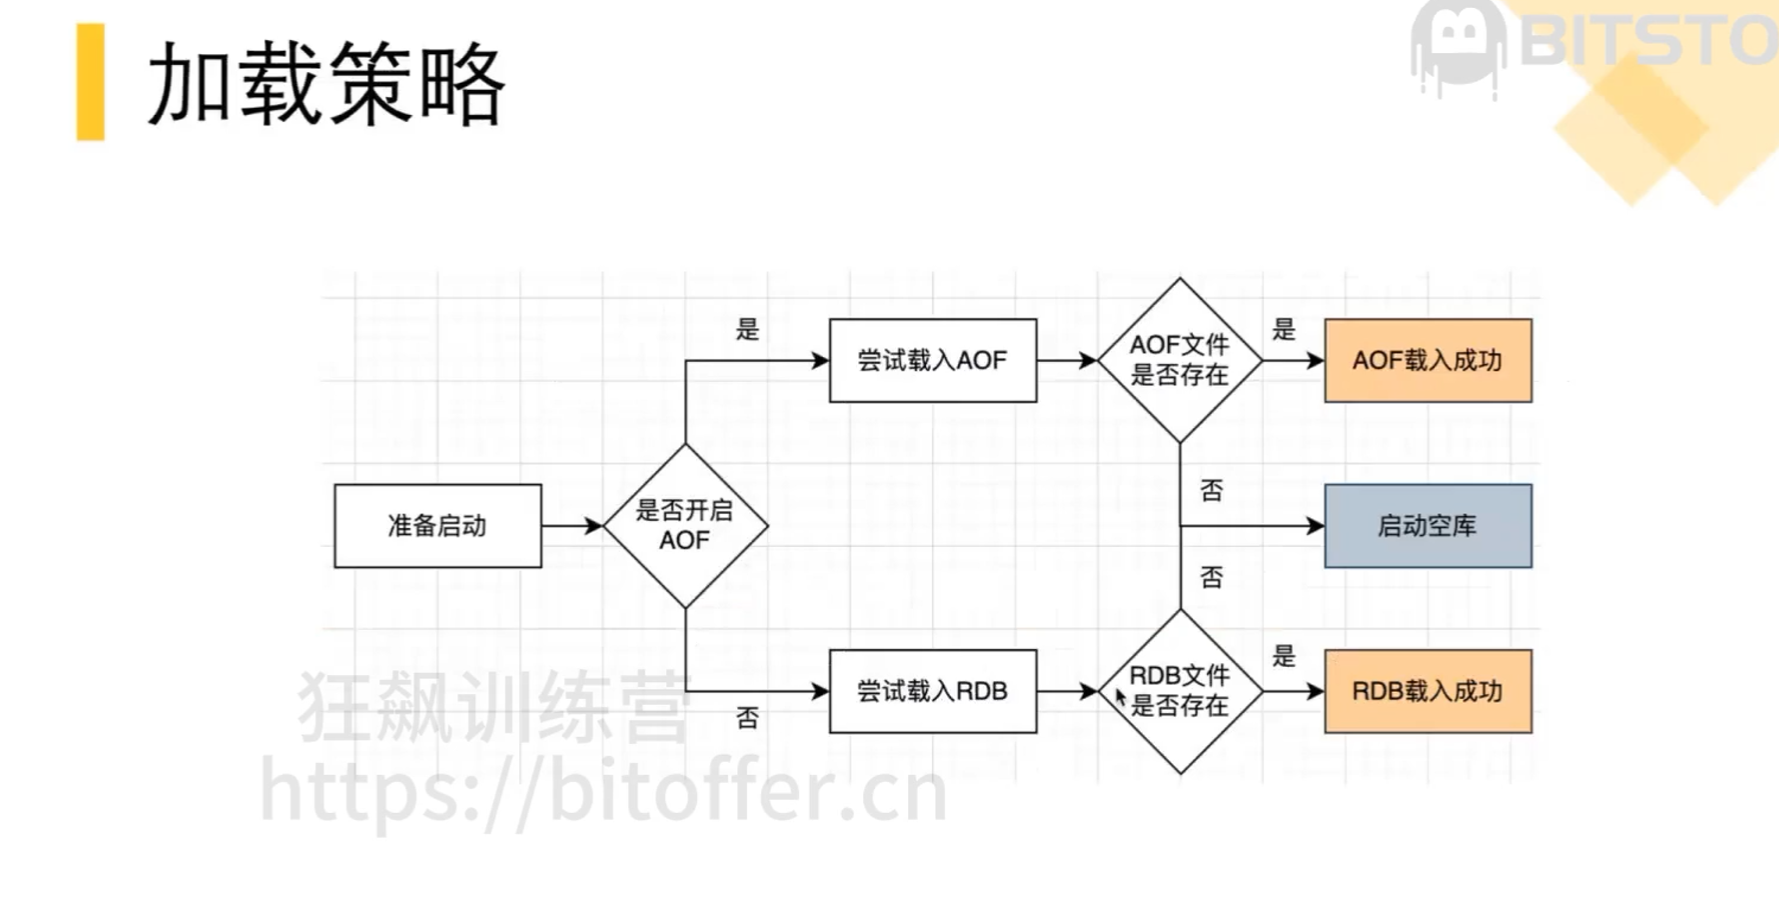 BITSTO
加载策略
是
尝试载入AOF
AOF文件
是否存在
是
AOF载入成功
准备启动
是否开启
AOF
否
启动空库
否
否
尝试载入RDB
RDB文件
是否存在
是
RDB载入成功
狂飙训练营
https://bitoffer.cn